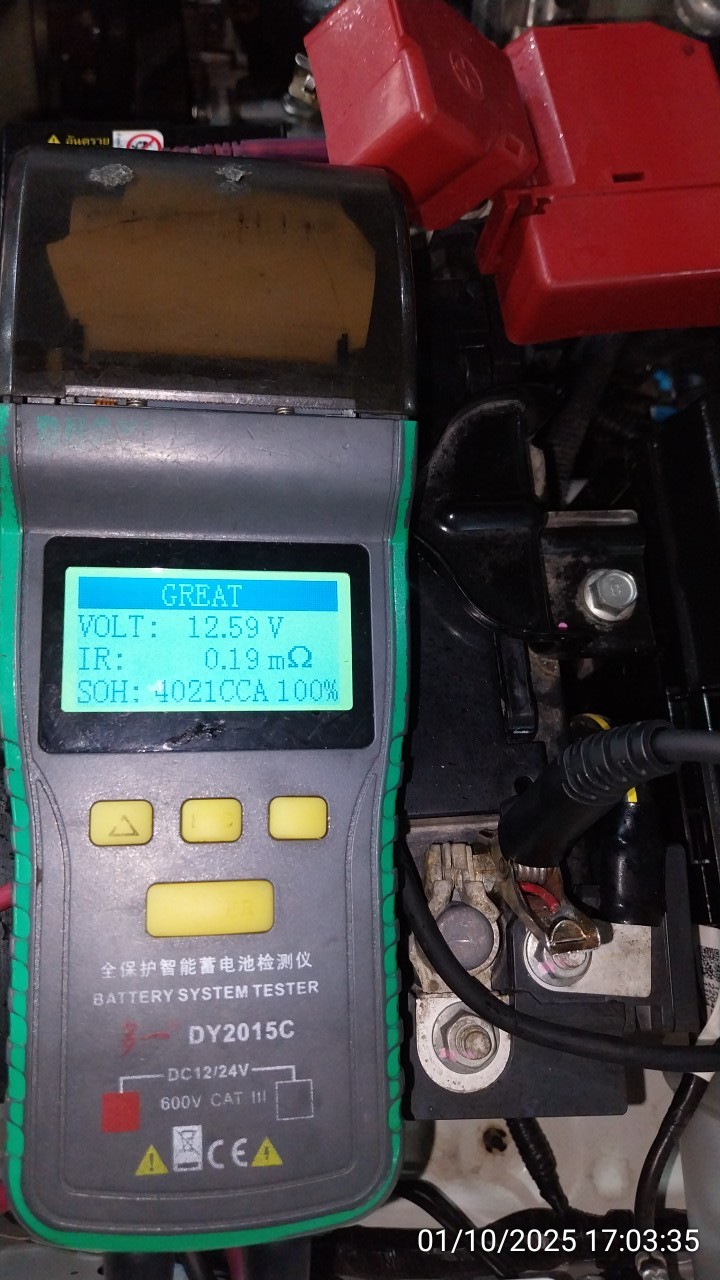 อันตราย
GREAT
VOLT: 12.59 V
IR: 0.19 mΩ
SOH: 4021CCA 100%
全保护智能蓄电池检测仪
BATTERY SYSTEM TESTER
DY2015C
DC12/24V
600V CAT III
CE
01/10/2025 17:03:35